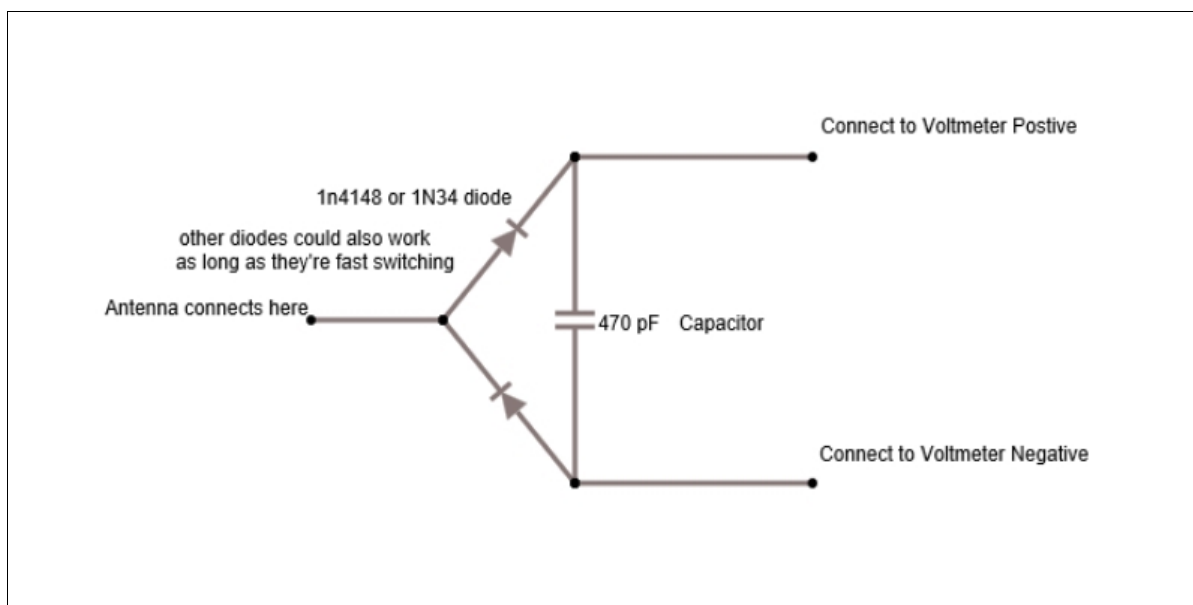 Connect to Voltmeter Postive
1n4148 or 1N34 diode
other diodes could also work
as long as they're fast switching
Antenna connects here
470 pF Capacitor
Connect to Voltmeter Negative